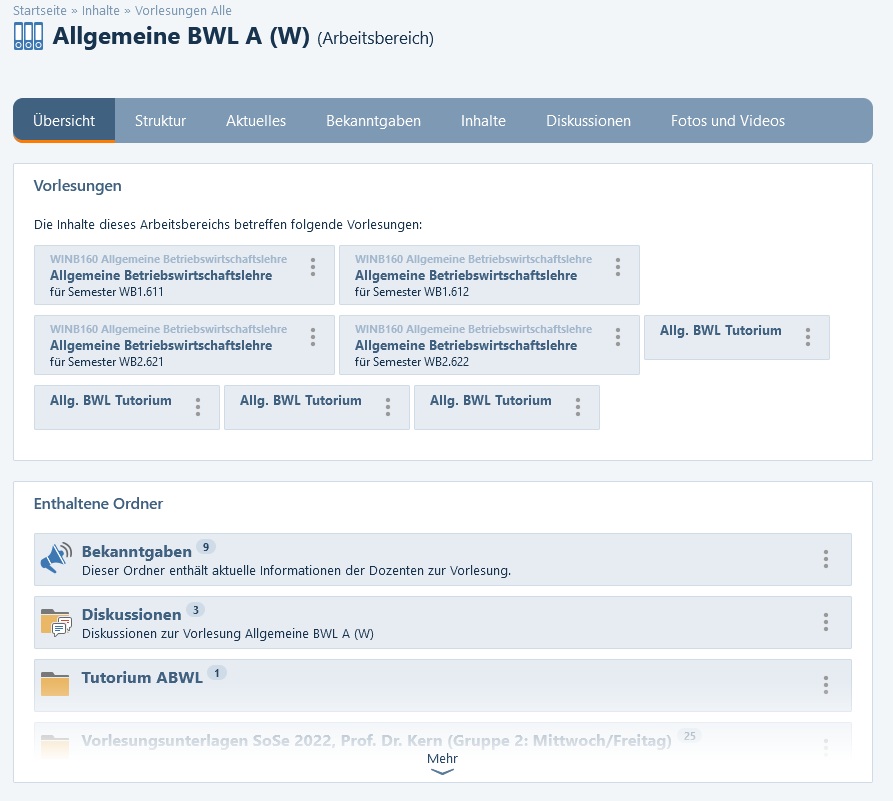 Startseite » Inhalte » Vorlesungen Alle
Allgemeine BWL A (W) (Arbeitsbereich)
Übersicht Struktur Aktuelles Bekanntgaben Inhalte Diskussionen Fotos und Videos
Vorlesungen
Die Inhalte dieses Arbeitsbereichs betreffen folgende Vorlesungen:
WINB160 Allgemeine Betriebswirtschaftslehre
Allgemeine Betriebswirtschaftslehre
für Semester WB1.611
WINB160 Allgemeine Betriebswirtschaftslehre
Allgemeine Betriebswirtschaftslehre
für Semester WB1.612
WINB160 Allgemeine Betriebswirtschaftslehre
Allgemeine Betriebswirtschaftslehre
für Semester WB2.621
WINB160 Allgemeine Betriebswirtschaftslehre
Allgemeine Betriebswirtschaftslehre
für Semester WB2.622
Allg. BWL Tutorium
Allg. BWL Tutorium
Allg. BWL Tutorium
Allg. BWL Tutorium
Enthaltene Ordner
Bekanntgaben 9
Dieser Ordner enthält aktuelle Informationen der Dozenten zur Vorlesung.
Diskussionen 3
Diskussionen zur Vorlesung Allgemeine BWL A (W)
Tutorium ABWL 1
Vorlesungsunterlagen SoSe 2022, Prof. Dr. Kern (Gruppe 2: Mittwoch/Freitag) 25
Mehr